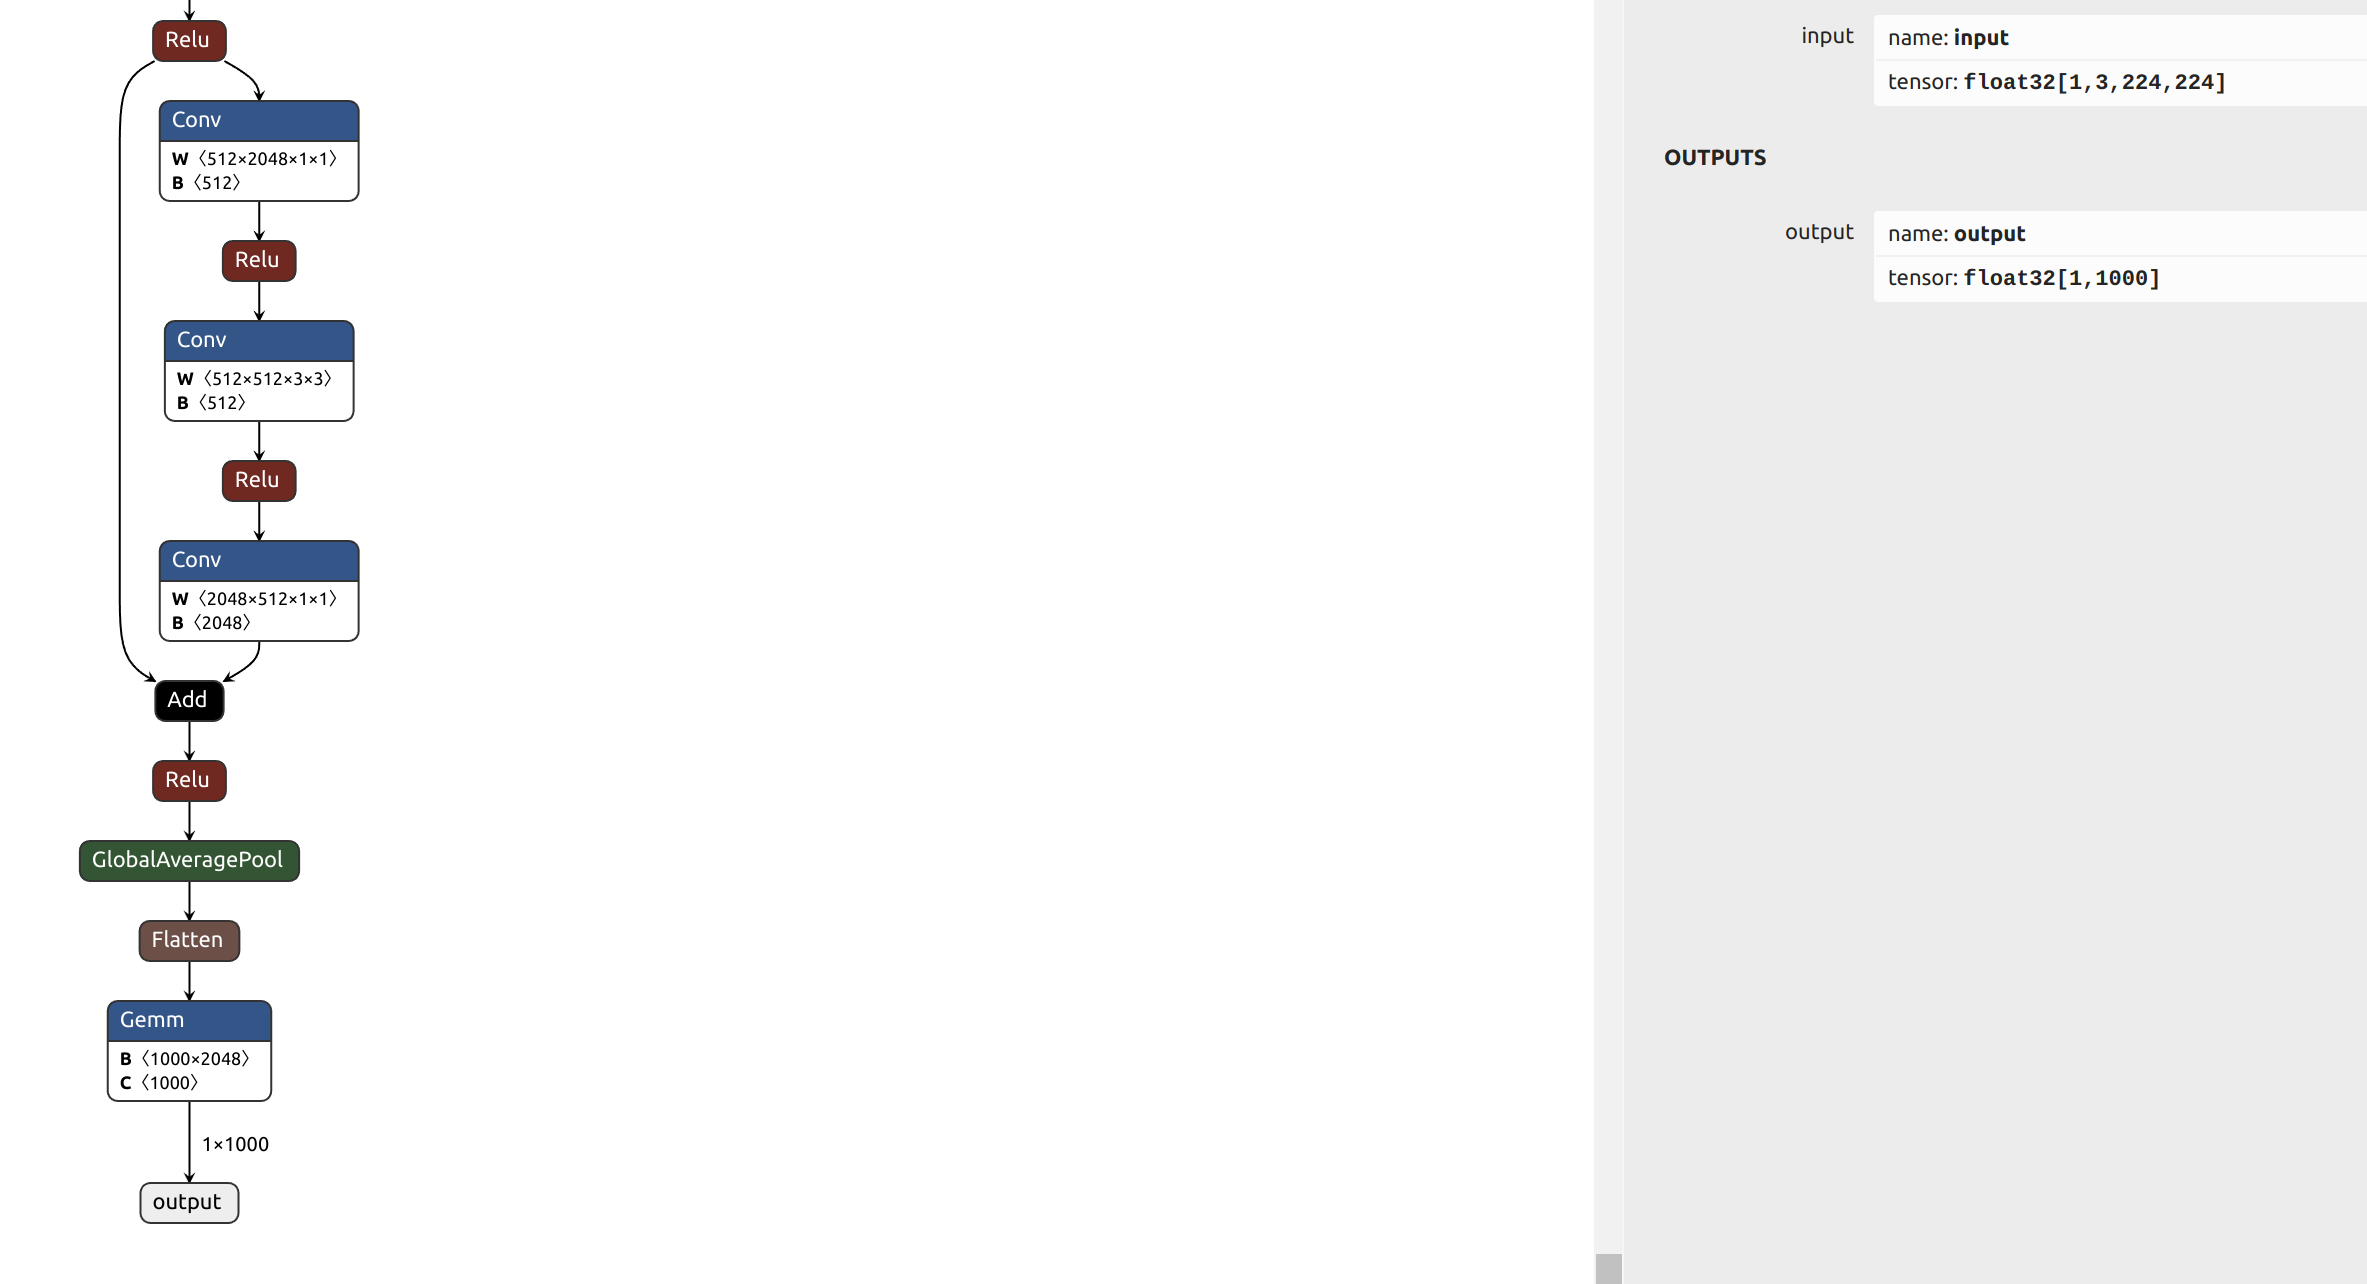 Relu
Conv
W 〈512×2048×1×1〉
B 〈512〉
Relu
Conv
W 〈512×512×3×3〉
B 〈512〉
Relu
Conv
W 〈2048×512×1×1〉
B 〈2048〉
Add
Relu
GlobalAveragePool
Flatten
Gemm
B 〈1000×2048〉
C 〈1000〉
1×1000
output
input
name: input
tensor: float32[1,3,224,224]
OUTPUTS
output
name: output
tensor: float32[1,1000]